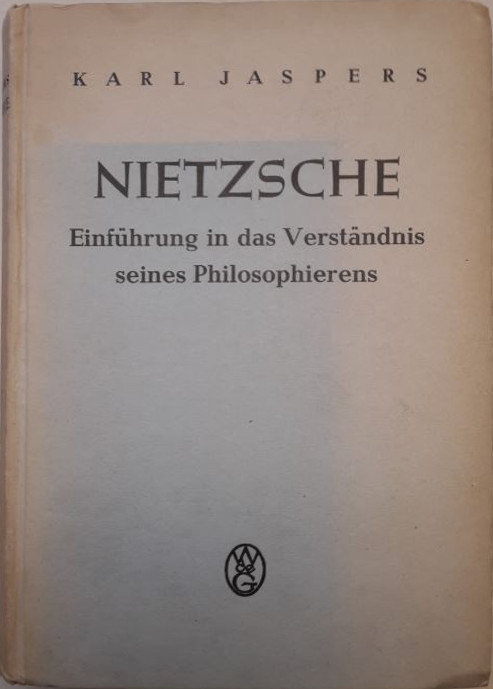 KARL JASPERS
NIETZSCHE
Einführung in das Verständnis
seines Philosophierens
W
&
G